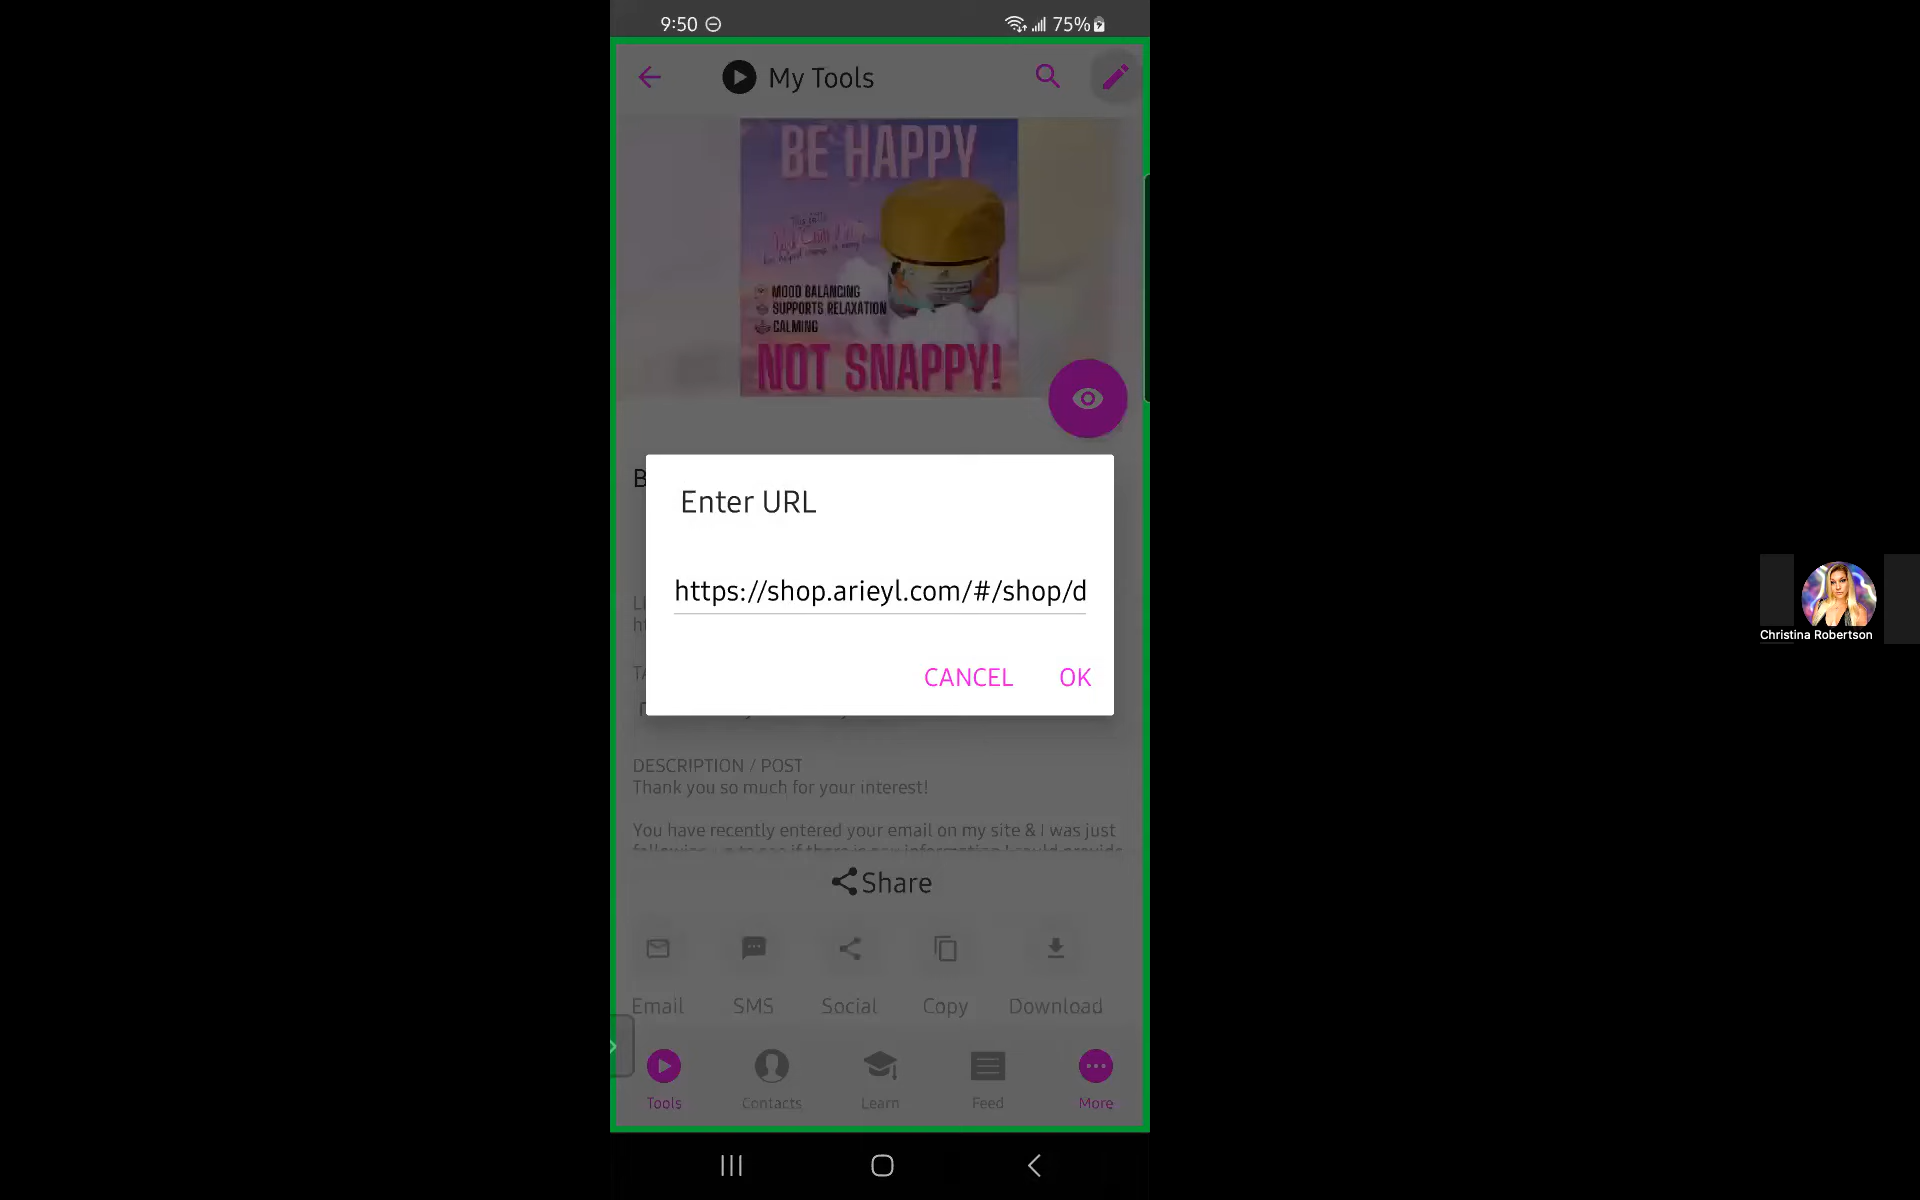 9:50
75%
My Tools
BE HAPPY
MOOD BALANCING
SUPPORTS RELAXATION
CALMING
NOT SNAPPY!
B
Enter URL
https://shop.arieyl.com/#/shop/d
CANCEL
OK
DESCRIPTION / POST
Thank you so much for your interest!
You have recently entered your email on my site & I was just
Share
Email
SMS
Social
Copy
Download
Tools
Contacts
Learn
Feed
More
Christina Robertson